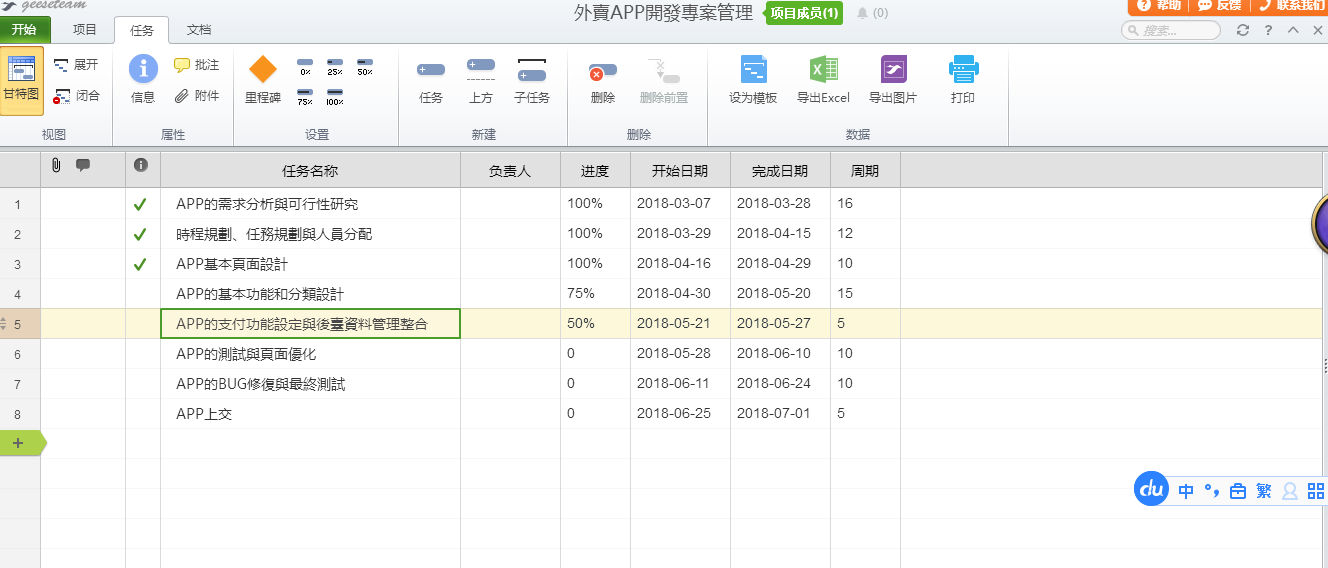 geeseteam
外賣APP開發專案管理 项目成员(1) (0)
帮助 反馈 联系我们
开始 项目 任务 文档
搜索...
甘特图 展开 闭合
信息 批注 附件
里程碑 0% 25% 50% 75% 100%
任务 上方 子任务
删除 删除前置
设为模板 导出Excel 导出图片 打印
视图 属性 设置 新建 删除 数据
任务名称 负责人 进度 开始日期 完成日期 周期
1 APP的需求分析與可行性研究 100% 2018-03-07 2018-03-28 16
2 時程規劃、任務規劃與人員分配 100% 2018-03-29 2018-04-15 12
3 APP基本頁面設計 100% 2018-04-16 2018-04-29 10
4 APP的基本功能和分類設計 75% 2018-04-30 2018-05-20 15
5 APP的支付功能設定與後臺資料管理整合 50% 2018-05-21 2018-05-27 5
6 APP的測試與頁面優化 0 2018-05-28 2018-06-10 10
7 APP的BUG修復與最終測試 0 2018-06-11 2018-06-24 10
8 APP上交 0 2018-06-25 2018-07-01 5
du 中 °, 繁